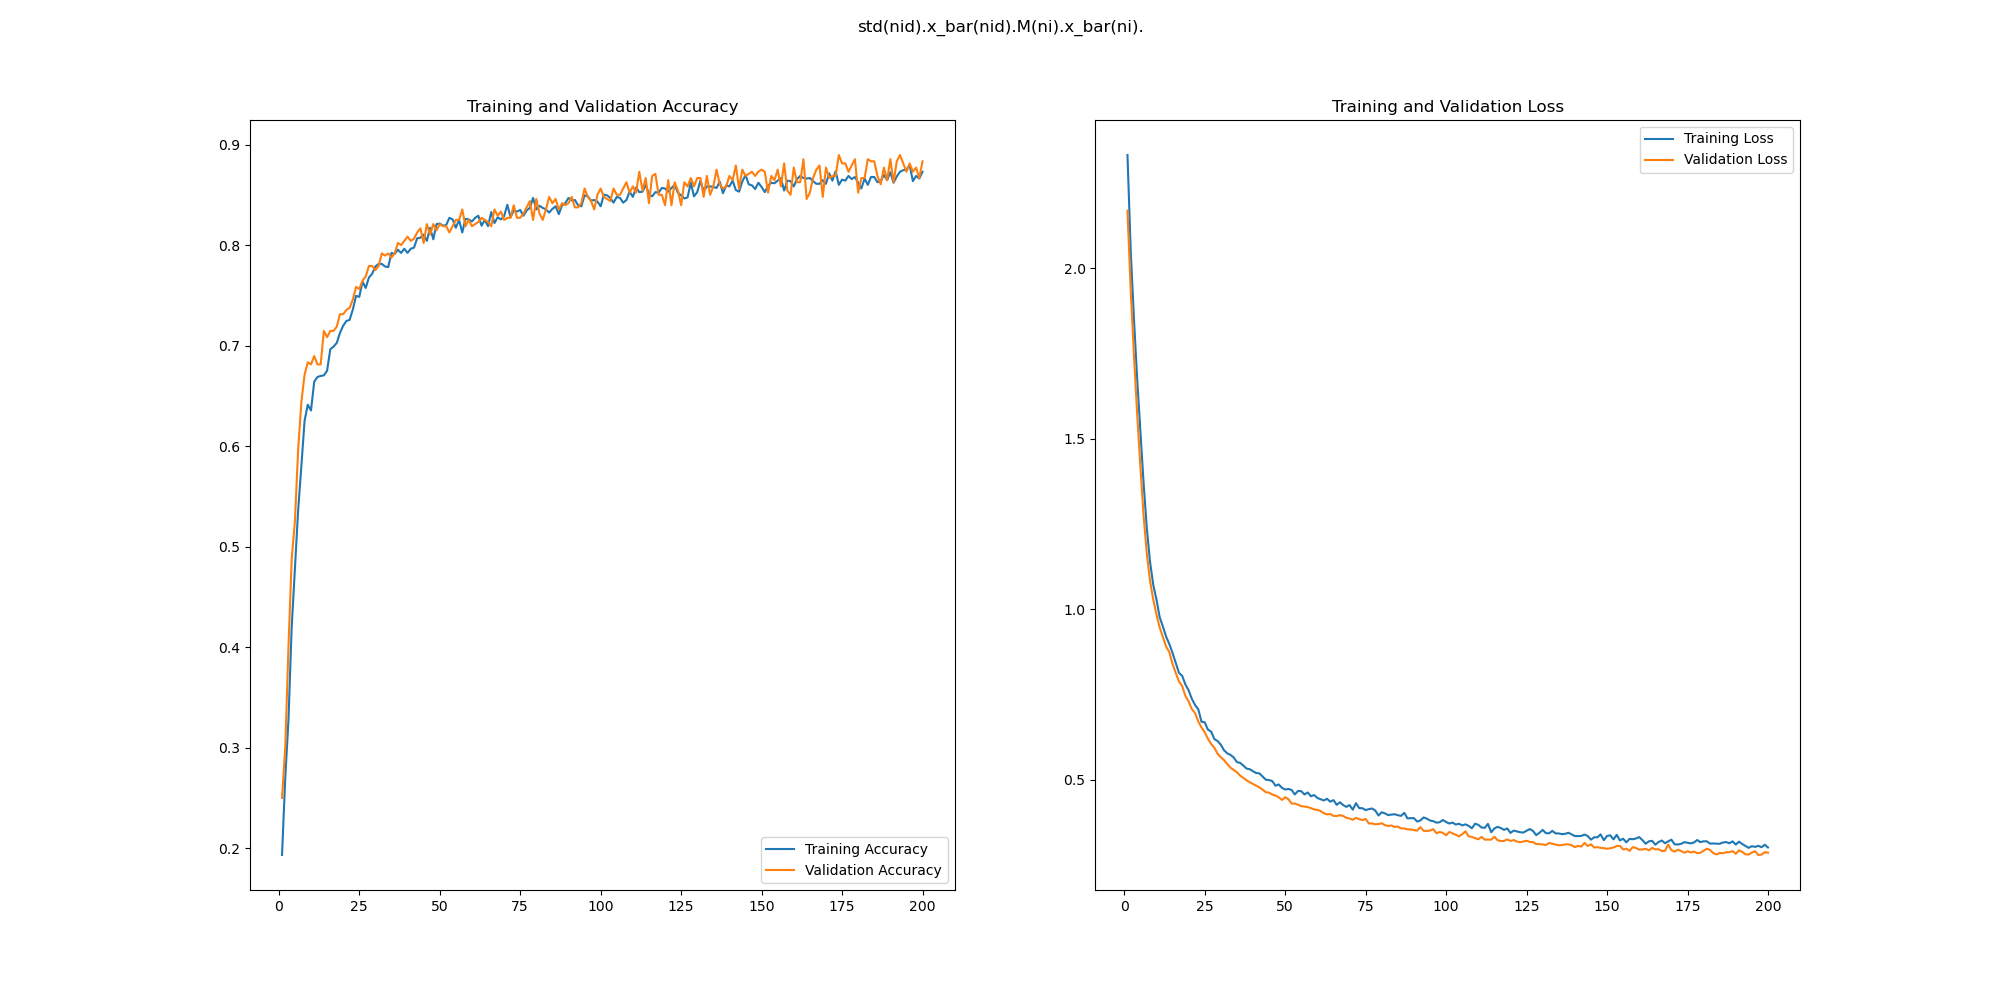 std(nid).x_bar(nid).M(ni).x_bar(ni).
Training and Validation Accuracy
0.9
0.8
0.7
0.6
0.5
0.4
0.3
0.2
Training Accuracy
Validation Accuracy
0 25 50 75 100 125 150 175 200
Training and Validation Loss
Training Loss
Validation Loss
2.0
1.5
1.0
0.5
0 25 50 75 100 125 150 175 200